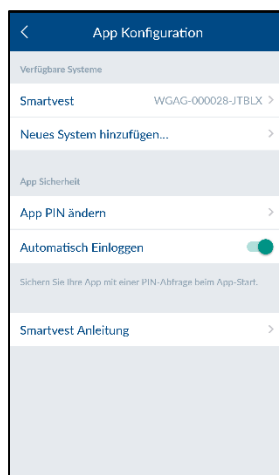 App Konfiguration
Verfügbare Systeme
Smartvest WGAG-000028-JTBLX
Neues System hinzufügen...
App Sicherheit
App PIN ändern
Automatisch Einloggen
Sichern Sie Ihre App mit einer PIN-Abfrage beim App-Start.
Smartvest Anleitung